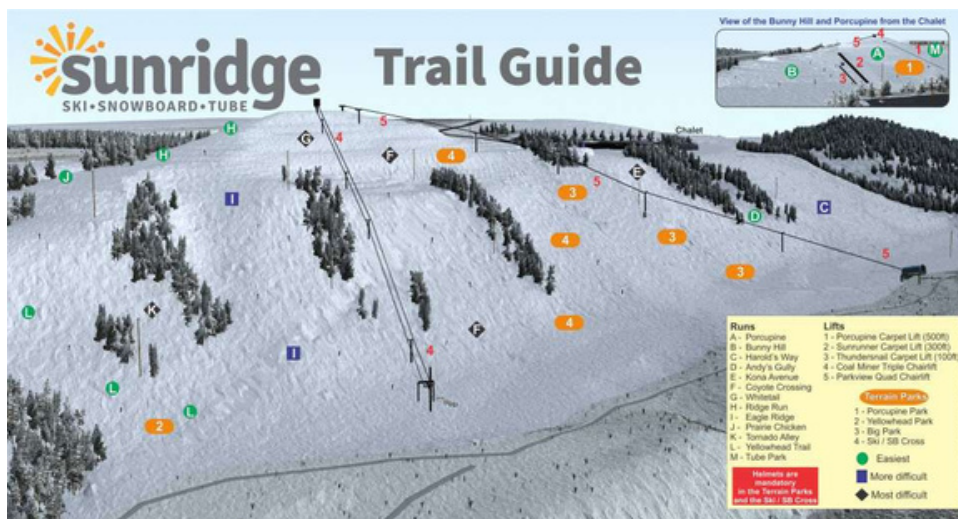 sunridge
SKI•SNOWBOARD•TUBE
Trail Guide
View of the Bunny Hill and Porcupine from the Chalet
5
4
A
1
M
B
2
3
1
H
4
5
Chalet
G
H
F
4
J
E
I
3
5
C
D
4
3
5
3
L
K
4
F
I
4
L
L
2
Runs
A - Porcupine
B - Bunny Hill
C - Harold's Way
D - Andy's Gully
E - Kona Avenue
F - Coyote Crossing
G - Whitetail
H - Ridge Run
I - Eagle Ridge
J - Prairie Chicken
K - Tornado Alley
L - Yellowhead Trail
M - Tube Park
Helmets are
mandatory
in the Terrain Parks
and the Ski / SB Cross
Lifts
1 - Porcupine Carpet Lift (500ft)
2 - Sunrunner Carpet Lift (300ft)
3 - Thundersnail Carpet Lift (100ft)
4 - Coal Miner Triple Chairlift
5 - Parkview Quad Chairlift
Terrain Parks
1 - Porcupine Park
2 - Yellowhead Park
3 - Big Park
4 - Ski / SB Cross
Easiest
More difficult
Most difficult